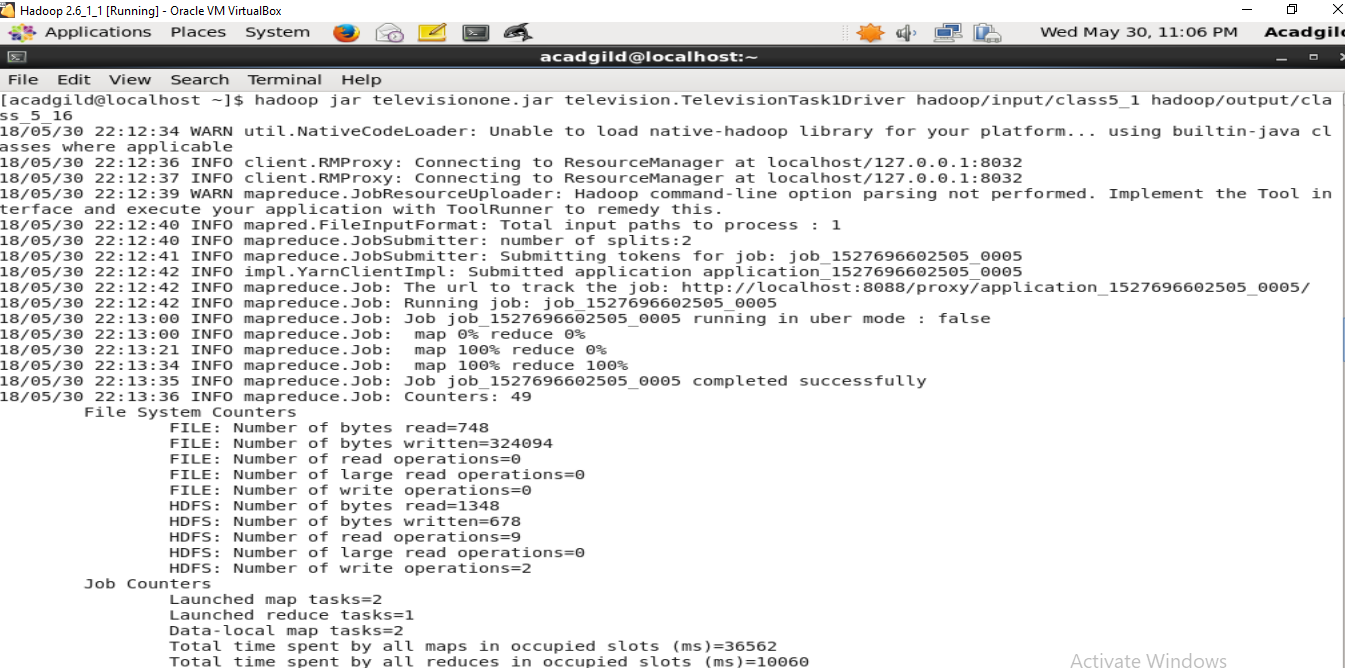 Hadoop 2.6_1_1 [Running] - Oracle VM VirtualBox
Applications Places System Wed May 30, 11:06 PM Acadgil
acadgild@localhost:~
File Edit View Search Terminal Help
[acadgild@localhost ~]$ hadoop jar televisionone.jar television.TelevisionTask1Driver hadoop/input/class5_1 hadoop/output/cla
ss_5_16
18/05/30 22:12:34 WARN util.NativeCodeLoader: Unable to load native-hadoop library for your platform... using builtin-java cl
asses where applicable
18/05/30 22:12:36 INFO client.RMProxy: Connecting to ResourceManager at localhost/127.0.0.1:8032
18/05/30 22:12:37 INFO client.RMProxy: Connecting to ResourceManager at localhost/127.0.0.1:8032
18/05/30 22:12:39 WARN mapreduce.JobResourceUploader: Hadoop command-line option parsing not performed. Implement the Tool in
terface and execute your application with ToolRunner to remedy this.
18/05/30 22:12:40 INFO mapred.FileInputFormat: Total input paths to process : 1
18/05/30 22:12:40 INFO mapreduce.JobSubmitter: number of splits:2
18/05/30 22:12:41 INFO mapreduce.JobSubmitter: Submitting tokens for job: job_1527696602505_0005
18/05/30 22:12:42 INFO impl.YarnClientImpl: Submitted application application_1527696602505_0005
18/05/30 22:12:42 INFO mapreduce.Job: The url to track the job: http://localhost:8088/proxy/application_1527696602505_0005/
18/05/30 22:12:42 INFO mapreduce.Job: Running job: job_1527696602505_0005
18/05/30 22:13:00 INFO mapreduce.Job: Job job_1527696602505_0005 running in uber mode : false
18/05/30 22:13:00 INFO mapreduce.Job:  map 0% reduce 0%
18/05/30 22:13:21 INFO mapreduce.Job:  map 100% reduce 0%
18/05/30 22:13:34 INFO mapreduce.Job:  map 100% reduce 100%
18/05/30 22:13:35 INFO mapreduce.Job: Job job_1527696602505_0005 completed successfully
18/05/30 22:13:36 INFO mapreduce.Job: Counters: 49
File System Counters
FILE: Number of bytes read=748
FILE: Number of bytes written=324094
FILE: Number of read operations=0
FILE: Number of large read operations=0
FILE: Number of write operations=0
HDFS: Number of bytes read=1348
HDFS: Number of bytes written=678
HDFS: Number of read operations=9
HDFS: Number of large read operations=0
HDFS: Number of write operations=2
Job Counters
Launched map tasks=2
Launched reduce tasks=1
Data-local map tasks=2
Total time spent by all maps in occupied slots (ms)=36562
Total time spent by all reduces in occupied slots (ms)=10060
Activate Windows